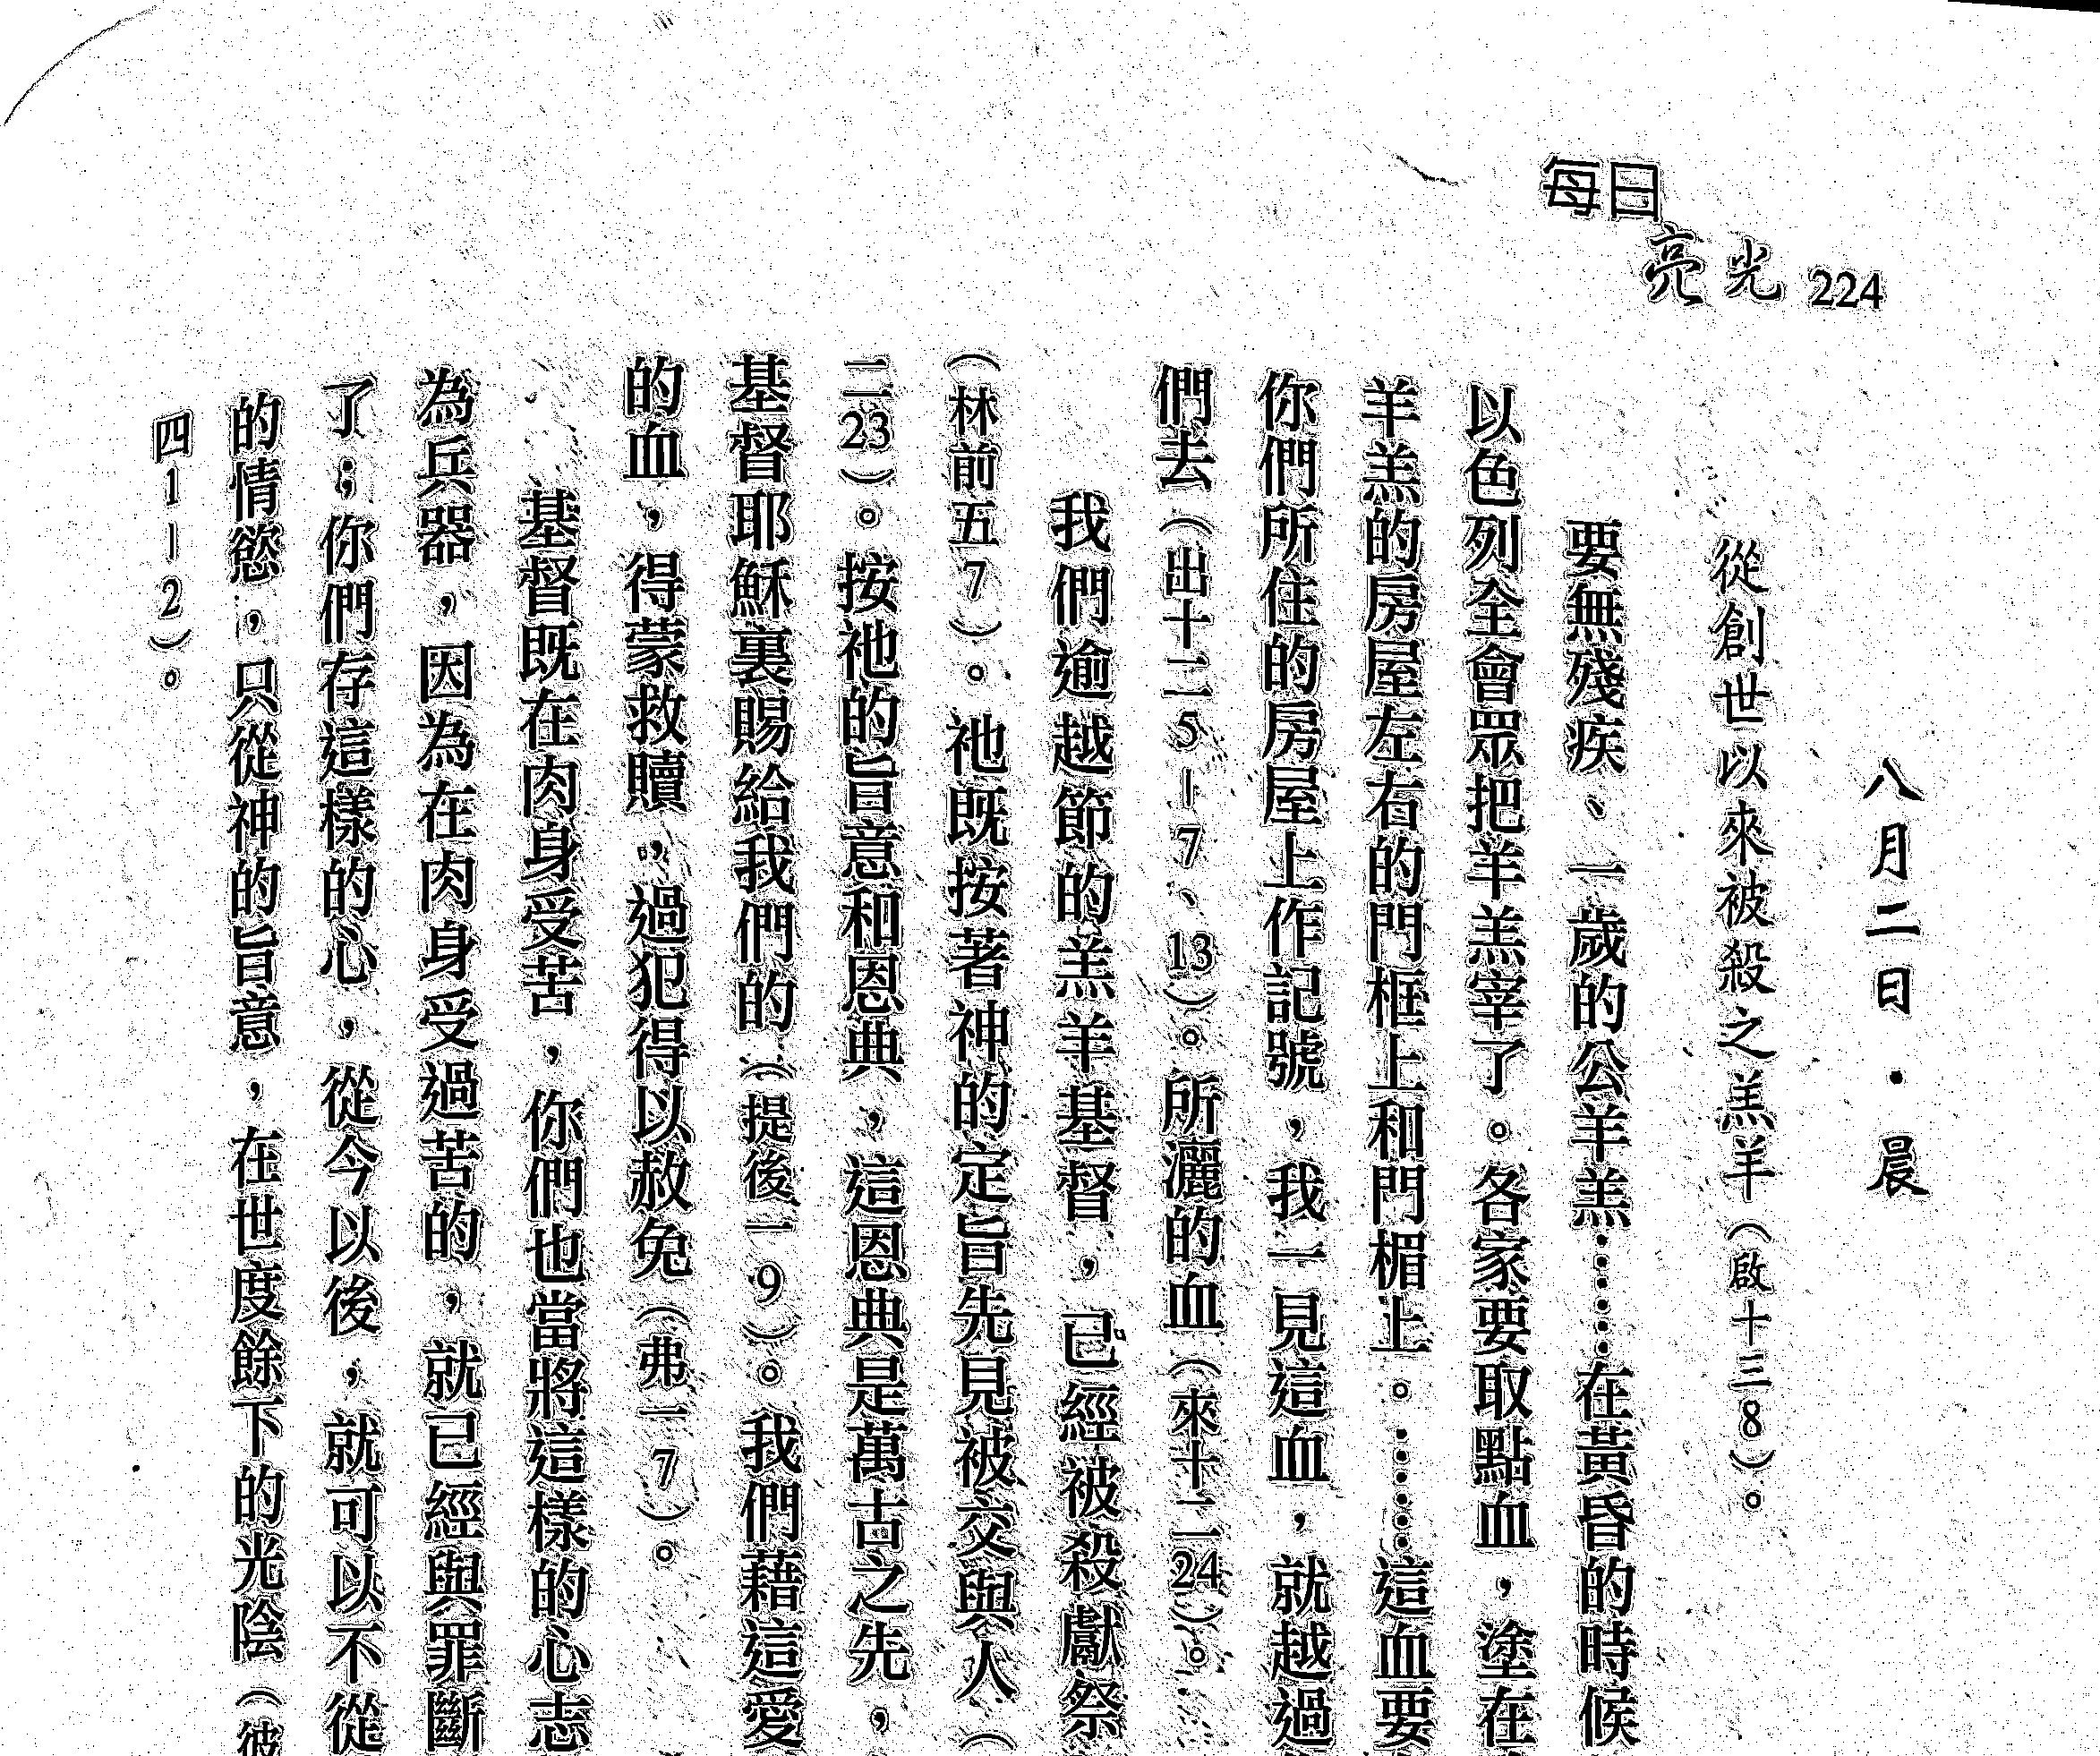 每日
亮光 224
八月二日・晨
從創世以來被殺之羔羊（啟十三8）。
要無殘疾、一歲的公羊羔……在黃昏的時候
以色列全會眾把羊羔宰了。各家要取點血，塗在
羊羔的房屋左右的門框上和門楣上。……這血要
你們所住的房屋上作記號，我一見這血，就越過
們去（出十二5－7、13）。所灑的血（來十二24）。
我們逾越節的羔羊基督，已經被殺獻祭
（林前五7）。祂既按著神的定旨先見被交與人（
二23）。按祂的旨意和恩典，這恩典是萬古之先，
基督耶穌裏賜給我們的（提後一9）。我們藉這愛
的血，得蒙救贖，過犯得以赦免（弗一7）。
基督既在肉身受苦，你們也當將這樣的心志
為兵器，因為在肉身受過苦的，就已經與罪斷
了；你們存這樣的心，從今以後，就可以不從
的情慾，只從神的旨意，在世度餘下的光陰（彼
四1－2）。